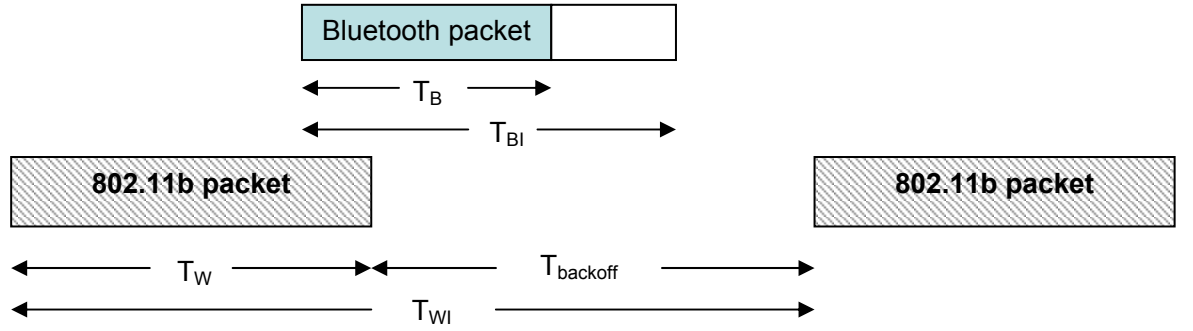 Bluetooth packet
T_B
T_BI
802.11b packet
802.11b packet
T_W
T_backoff
T_WI